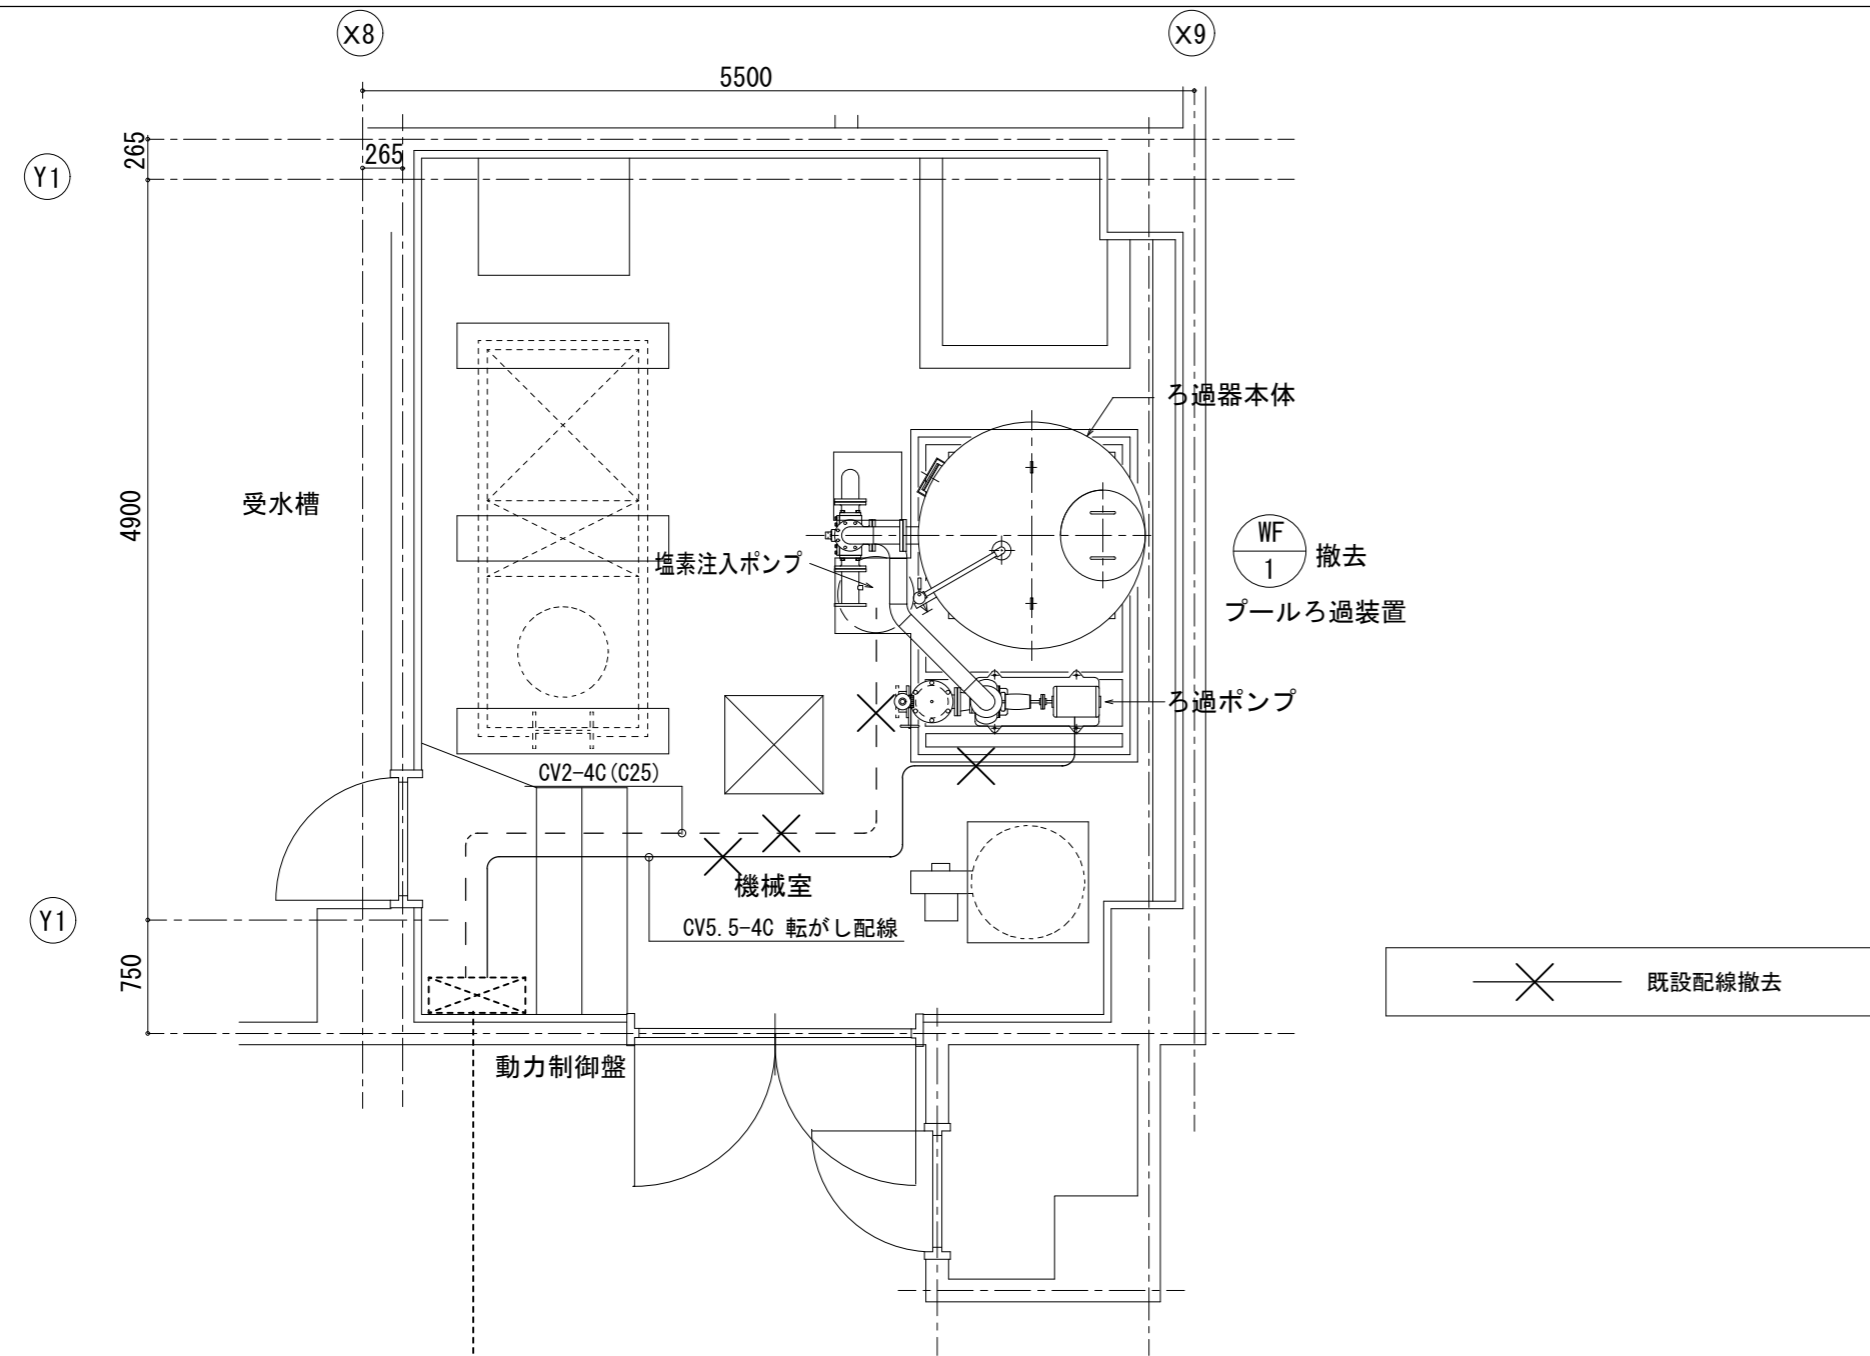 X8
X9
5500
265
265
Y1
ろ過器本体
4900
受水槽
WF
1
撤去
塩素注入ポンプ
プールろ過装置
ろ過ポンプ
CV2-4C(C25)
機械室
CV5.5-4C 転がし配線
Y1
750
既設配線撤去
動力制御盤